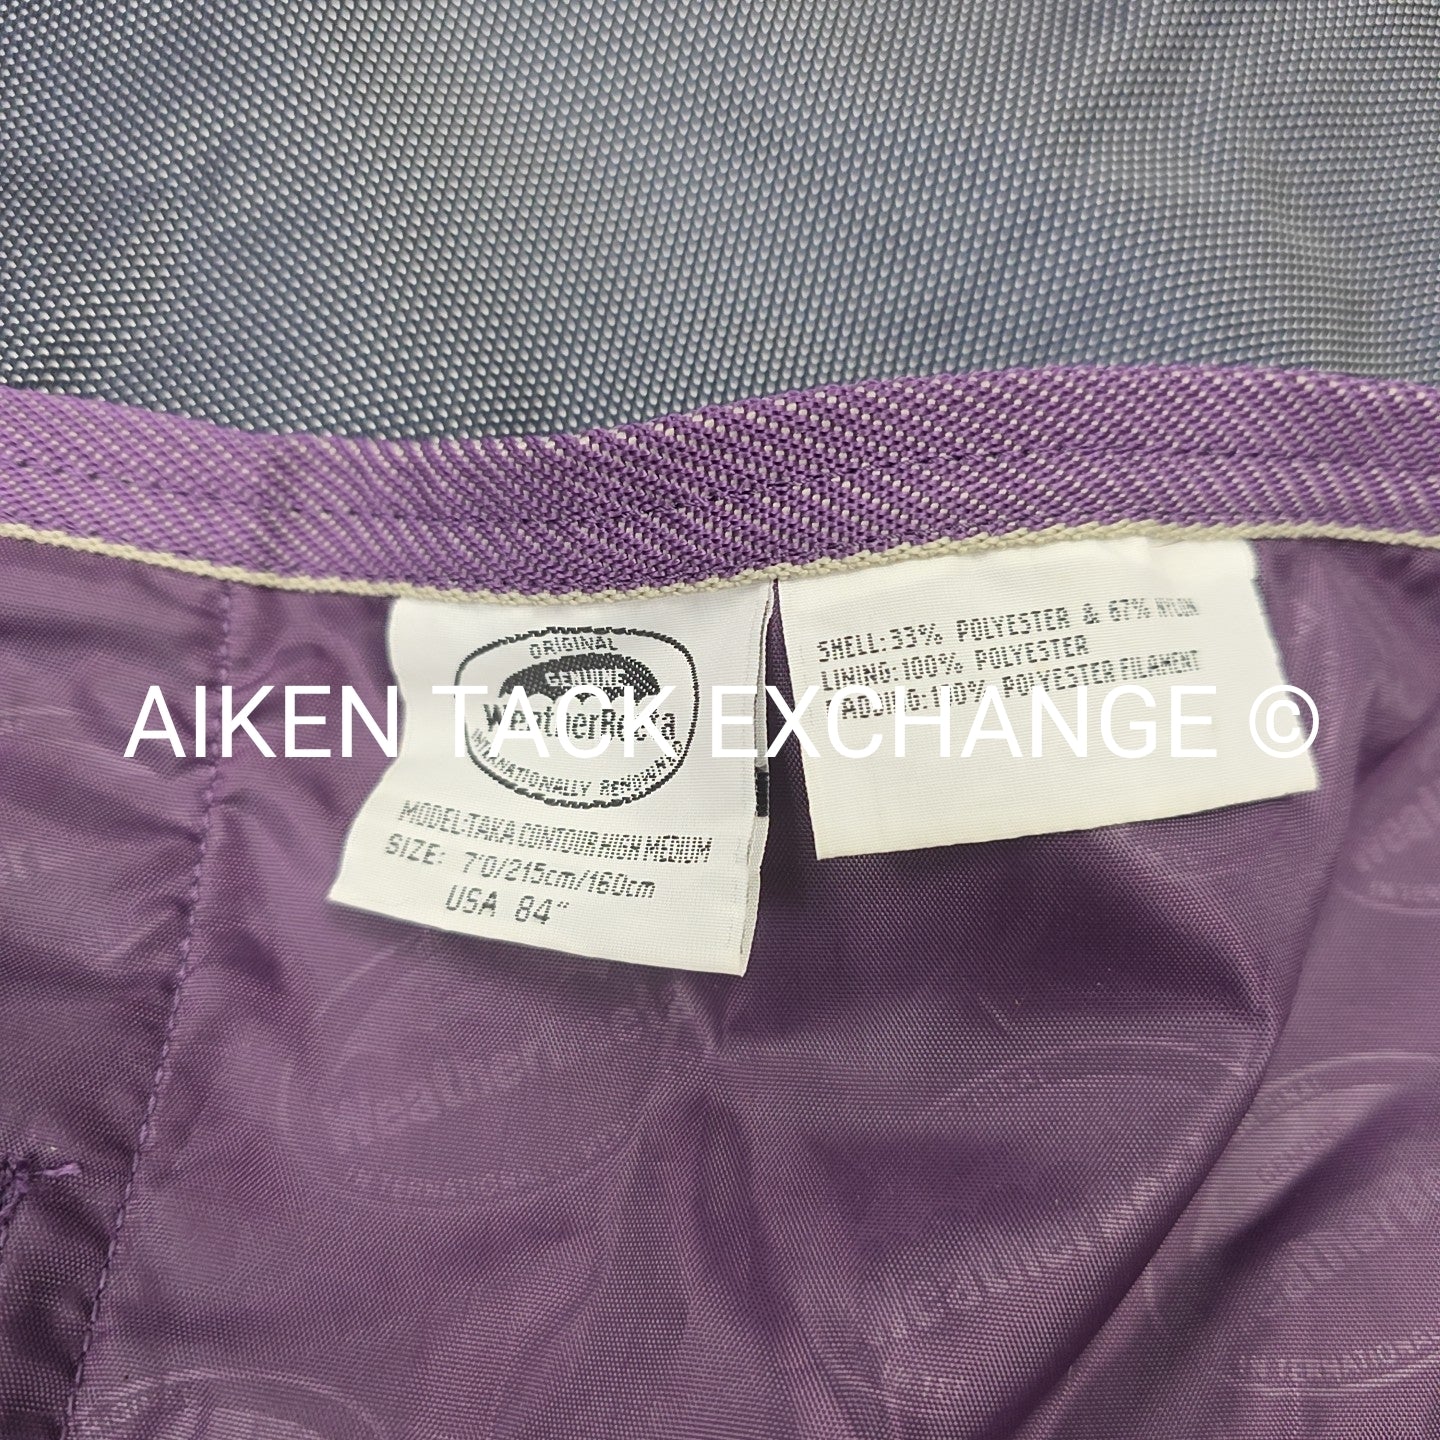 ORIGINAL
GENUINE
WeatherBeeta
INTERNATIONALLY RENOWNED
MODEL:TAKA CONTOUR HIGH MEDIUM
SIZE: 7'0/215cm/160cm
USA 84"
SHELL:33% POLYESTER & 67% NYLON
LINING:100% POLYESTER
100% POLYESTER FILAMENT
AIKEN TACK EXCHANGE ©